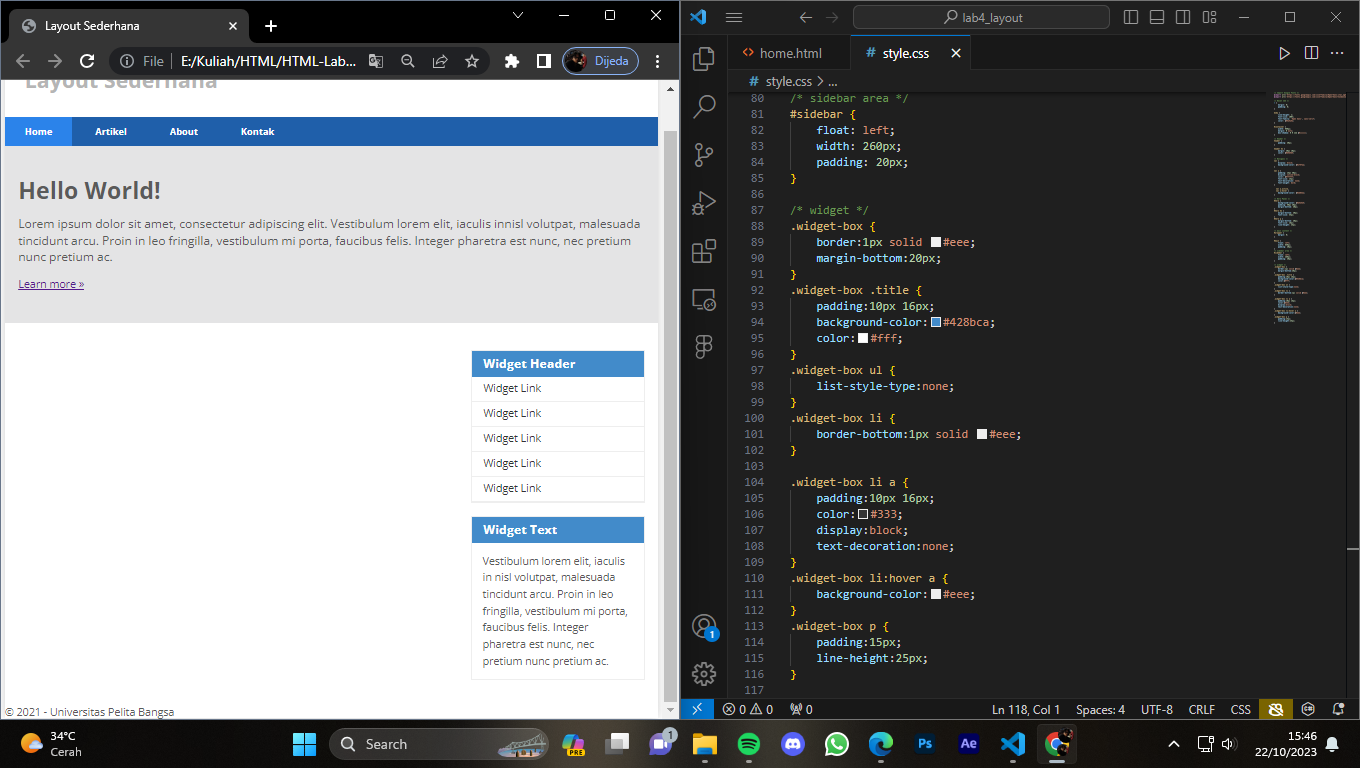 Layout Sederhana
File
E:/Kuliah/HTML/HTML-Lab...
Dijeda
Layout Sederhana
Home Artikel About Kontak
Hello World!
Lorem ipsum dolor sit amet, consectetur adipiscing elit. Vestibulum lorem elit, iaculis innisl volutpat, malesuada
tincidunt arcu. Proin in leo fringilla, vestibulum mi porta, faucibus felis. Integer pharetra est nunc, nec pretium
nunc pretium ac.
Learn more »
Widget Header
Widget Link
Widget Link
Widget Link
Widget Link
Widget Link
Widget Text
Vestibulum lorem elit, iaculis
in nisl volutpat, malesuada
tincidunt arcu. Proin in leo
fringilla, vestibulum mi porta,
faucibus felis. Integer
pharetra est nunc, nec
pretium nunc pretium ac.
© 2021 - Universitas Pelita Bangsa
lab4_layout
home.html
# style.css
# style.css > ...
80 /* sidebar area */
81 #sidebar {
82 float: left;
83 width: 260px;
84 padding: 20px;
85 }
86
87 /* widget */
88 .widget-box {
89 border:1px solid #eee;
90 margin-bottom:20px;
91 }
92 .widget-box .title {
93 padding:10px 16px;
94 background-color:#428bca;
95 color:#fff;
96 }
97 .widget-box ul {
98 list-style-type:none;
99 }
100 .widget-box li {
101 border-bottom:1px solid #eee;
102 }
103
104 .widget-box li a {
105 padding:10px 16px;
106 color:#333;
107 display:block;
108 text-decoration:none;
109 }
110 .widget-box li:hover a {
111 background-color:#eee;
112 }
113 .widget-box p {
114 padding:15px;
115 line-height:25px;
116 }
117
1
0 0 0 Ln 118, Col 1 Spaces: 4 UTF-8 CRLF CSS
34°C
Cerah
Search
PRE
1
Ps
Ae
15:46
22/10/2023